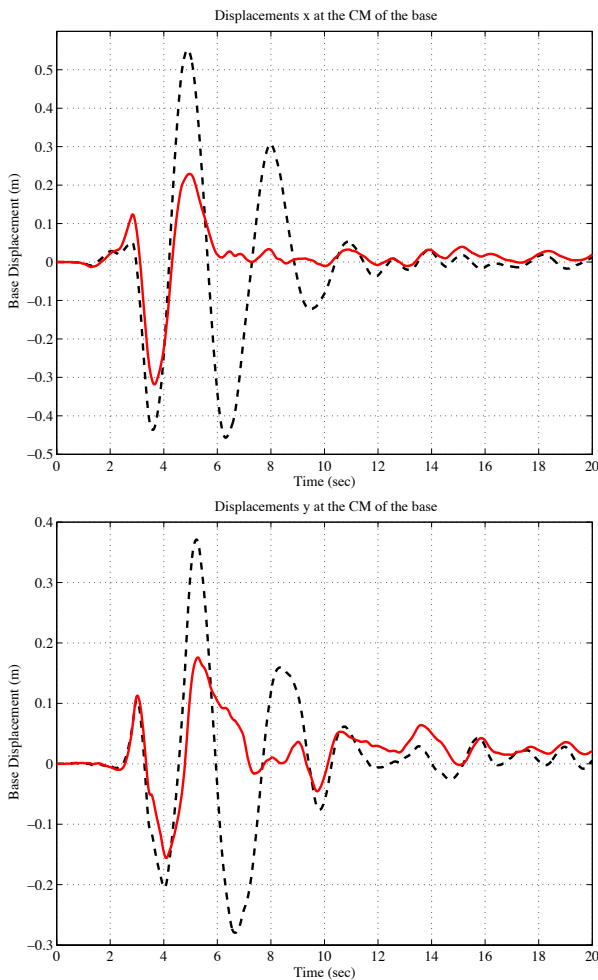 Displacements x at the CM of the base
Base Displacement (m)
0.5
0.4
0.3
0.2
0.1
0
−0.1
−0.2
−0.3
−0.4
−0.5
0 2 4 6 8 10 12 14 16 18 20
Time (sec)
Displacements y at the CM of the base
Base Displacement (m)
0.4
0.3
0.2
0.1
0
−0.1
−0.2
−0.3
0 2 4 6 8 10 12 14 16 18 20
Time (sec)